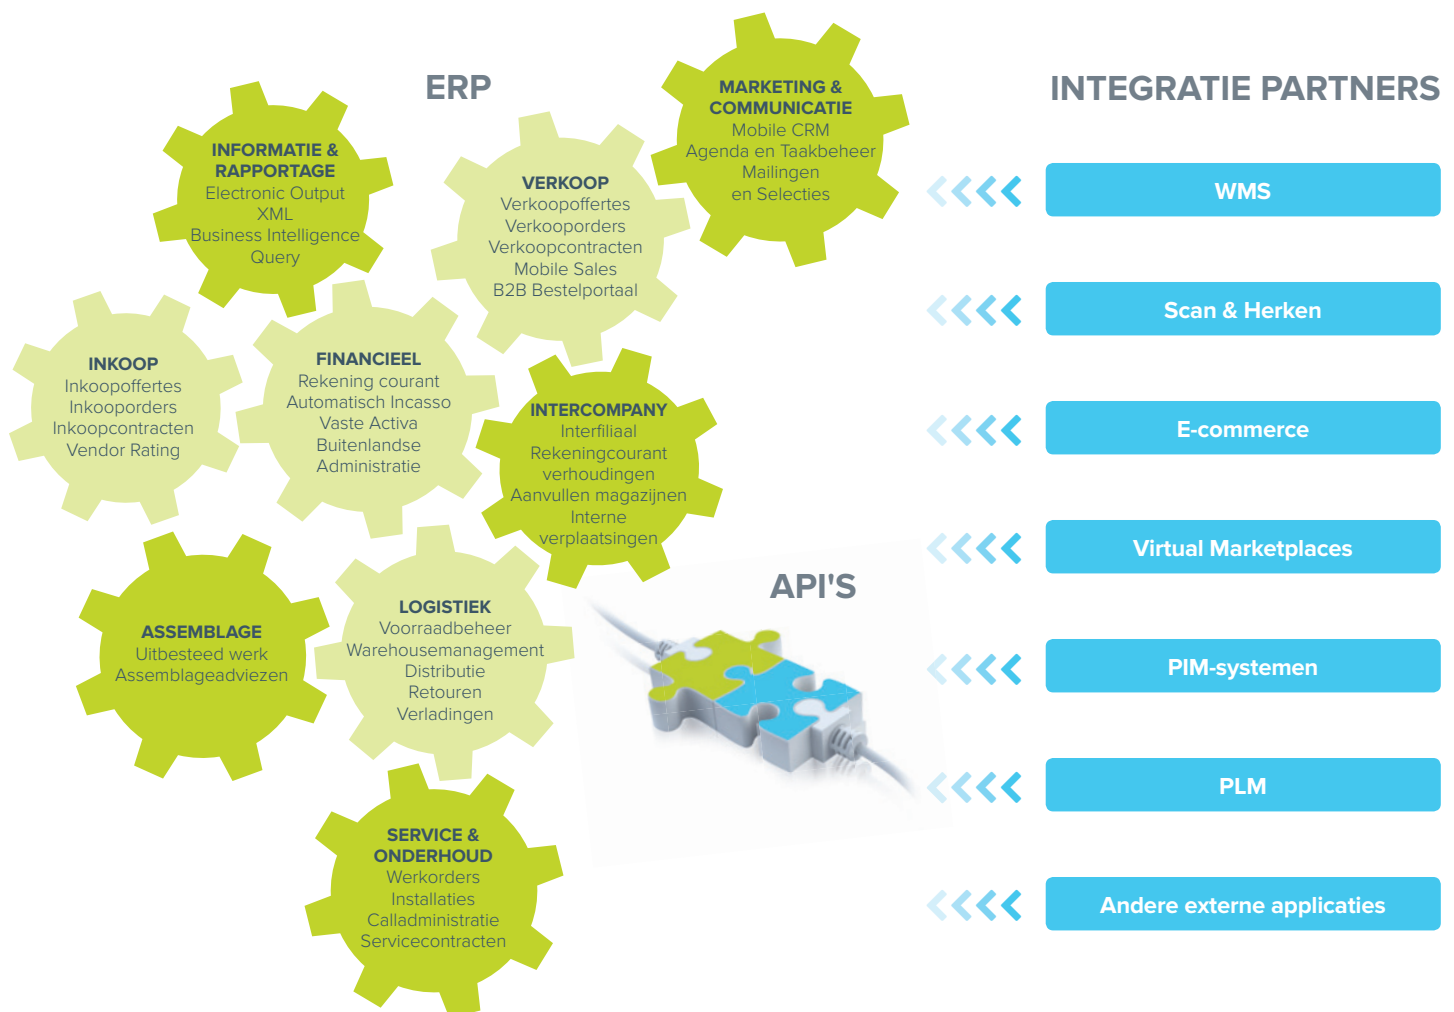 ERP
INTEGRATIE PARTNERS
MARKETING &
COMMUNICATIE
Mobile CRM
Agenda en Taakbeheer
Mailingen
en Selecties
INFORMATIE &
RAPPORTAGE
Electronic Output
XML
Business Intelligence
Query
VERKOOP
Verkoopoffertes
Verkooporders
Verkoopcontracten
Mobile Sales
B2B Bestelportaal
INKOOP
Inkoopoffertes
Inkooporders
Inkoopcontracten
Vendor Rating
FINANCIEEL
Rekening courant
Automatisch Incasso
Vaste Activa
Buitenlandse
Administratie
INTERCOMPANY
Interfiliaal
Rekeningcourant
verhoudingen
Aanvullen magazijnen
Interne
verplaatsingen
ASSEMBLAGE
Uitbesteed werk
Assemblageadviezen
LOGISTIEK
Voorraadbeheer
Warehousemanagement
Distributie
Retouren
Verladingen
SERVICE &
ONDERHOUD
Werkorders
Installaties
Calladministratie
Servicecontracten
API'S
WMS
Scan & Herken
E-commerce
Virtual Marketplaces
PIM-systemen
PLM
Andere externe applicaties